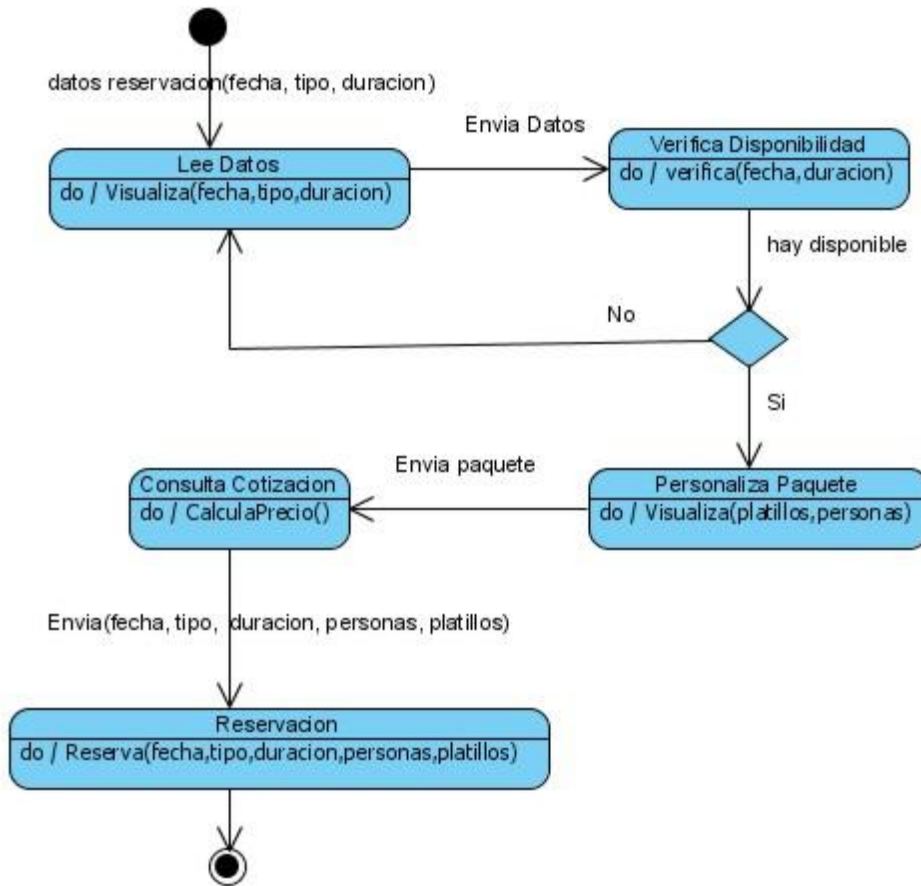 datos reservacion(fecha, tipo, duracion)
Envia Datos
Lee Datos
do / Visualiza(fecha,tipo,duracion)
Verifica Disponibilidad
do / verifica(fecha,duracion)
hay disponible
No
Si
Envia paquete
Consulta Cotizacion
do / CalculaPrecio()
Personaliza Paquete
do / Visualiza(platillos,personas)
Envia(fecha, tipo, duracion, personas, platillos)
Reservacion
do / Reserva(fecha,tipo,duracion,personas,platillos)